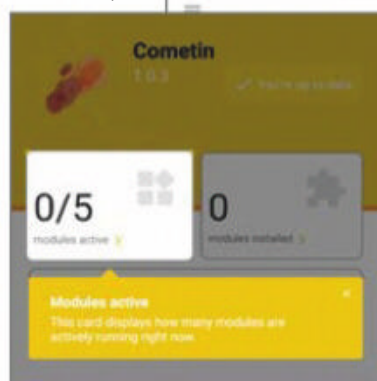 Cometin
1.0.3
You're up to date
0/5
modules active
0
modules installed
Modules active
This card displays how many modules are
actively running right now.